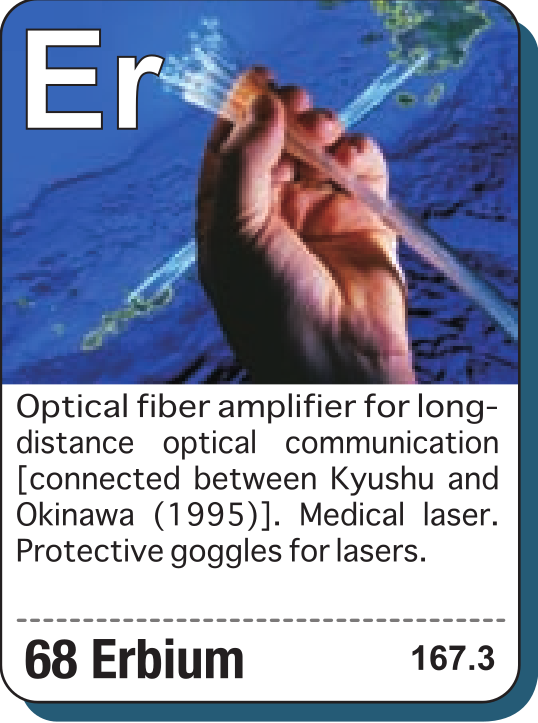 Er
Optical fiber amplifier for long-
distance optical communication
[connected between Kyushu and
Okinawa (1995)]. Medical laser.
Protective goggles for lasers.
68 Erbium 167.3